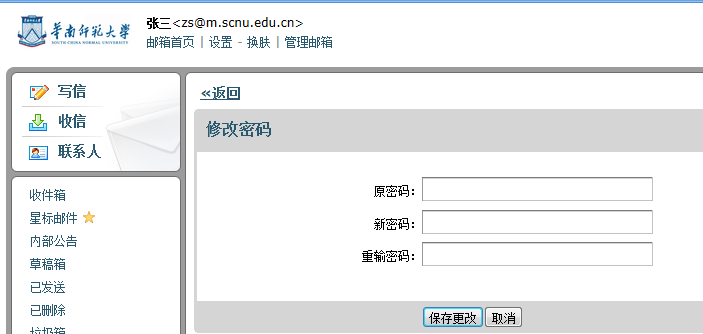 華南師範大學
SOUTH CHINA NORMAL UNIVERSITY
张三<zs@m.scnu.edu.cn>
邮箱首页 | 设置 - 换肤 | 管理邮箱
写信
收信
联系人
收件箱
星标邮件
内部公告
草稿箱
已发送
已删除
垃圾箱
«返回
修改密码
原密码：
新密码：
重输密码：
保存更改 取消